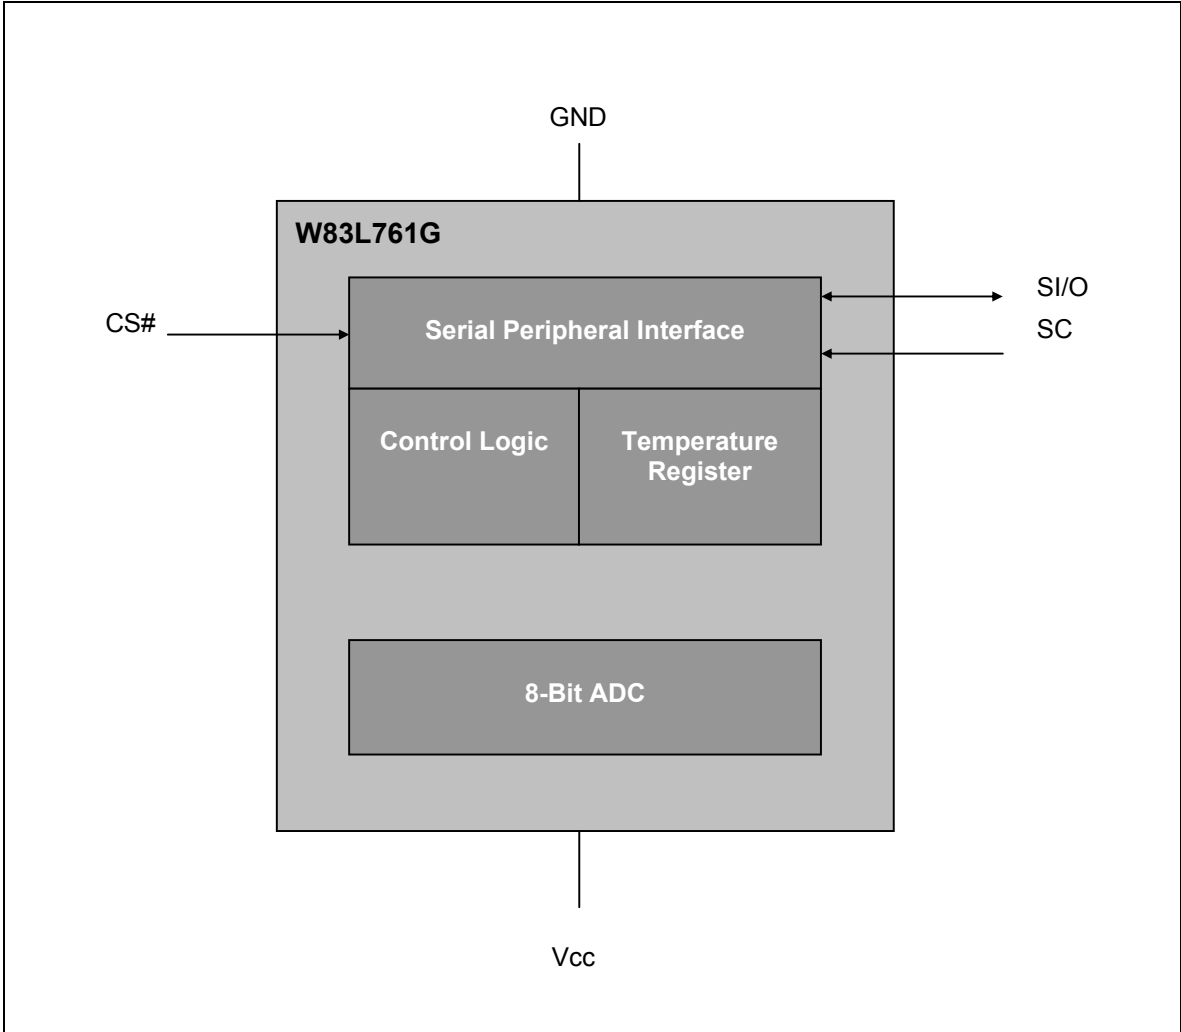 GND
W83L761G
CS#
Serial Peripheral Interface
SI/O
SC
Control Logic
Temperature
Register
8-Bit ADC
Vcc